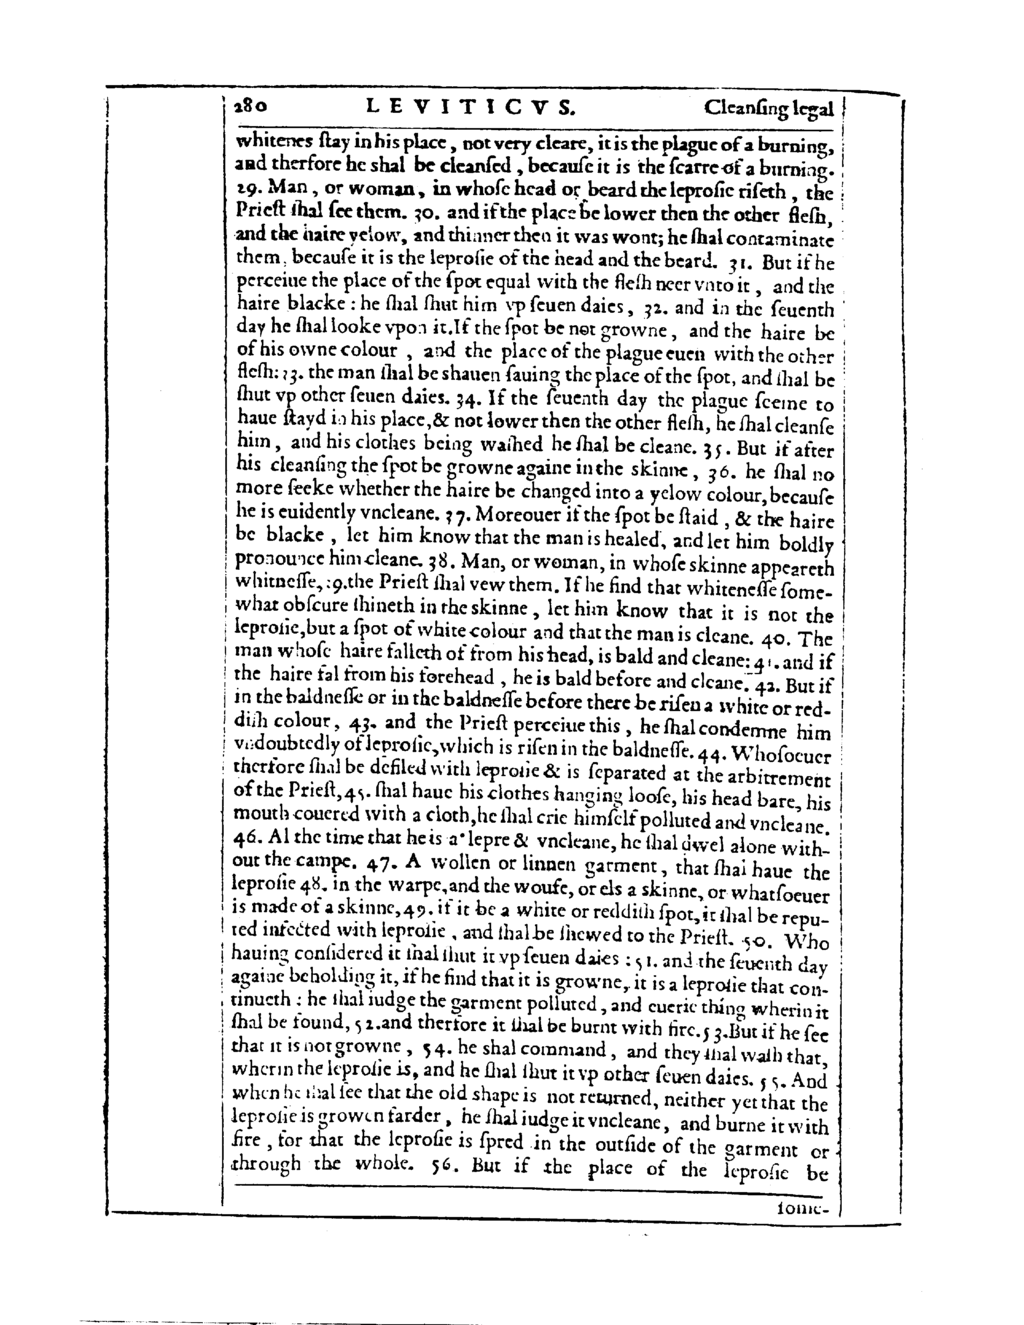 280 LEVITICVS. Cleanſing legal
whitenes ſtay in his place, not very cleare, it is the plague of a burning,
and therfore he shal be cleanſed, becauſe it is the ſcarre of a burning.
29. Man, or woman, in whoſe head or beard the leproſie riſeth, the
Prieſt ſhal ſee them. 30. and if the place be lower then the other fleſh,
and the haire yelow, and thinner then it was wont; he ſhal contaminate
them, becauſe it is the leproſie of the head and the beard. 31. But if he
perceiue the place of the ſpot equal with the fleſh neer vnto it, and the
haire blacke: he ſhal ſhut him vp ſeuen daies, 32. and in the ſeuenth
day he ſhal looke vpon it. If the ſpot be not growne, and the haire be
of his owne colour, and the place of the plague euen with the other
fleſh: 33. the man ſhal be shauen ſauing the place of the ſpot, and ſhal be
ſhut vp other ſeuen daies. 34. If the ſeuenth day the plague ſeeme to
haue ſtayd in his place, & not lower then the other fleſh, he ſhal cleanſe
him, and his clothes being waſhed he ſhal be cleane. 35. But if after
his cleanſing the ſpot be growne againe in the skinne, 36. he ſhal no
more ſeeke whether the haire be changed into a yelow colour, becauſe
he is euidently vncleane. 37. Moreouer if the ſpot be ſtaid, & the haire
be blacke, let him know that the man is healed, and let him boldly
pronounce him cleane. 38. Man, or woman, in whoſe skinne appeareth
whitneſſe, 39. the Prieſt ſhal vew them. If he find that whiteneſſe ſome-
what obſcure ſhineth in the skinne, let him know that it is not the
leproſie, but a ſpot of white colour and that the man is cleane. 40. The
man whoſe haire falleth of from his head, is bald and cleane: 41. and if
the haire fal from his forehead, he is bald before and cleane. 42. But if
in the baldneſſe or in the baldneſſe before there be riſen a white or red-
diſh colour, 43. and the Prieſt perceiue this, he ſhal condemne him
vndoubtedly of leproſie, which is riſen in the baldneſſe. 44. Whoſoeuer
therfore ſhal be defiled with leproſie & is ſeparated at the arbitrement
of the Prieſt, 45. ſhal haue his clothes hanging looſe, his head bare, his
mouth couered with a cloth, he ſhal crie himſelf polluted and vncleane.
46. Al the time that he is a * lepre & vncleane, he ſhal dwel alone with-
out the campe. 47. A wollen or linnen garment, that ſhal haue the
leproſie 48. in the warpe, and the woufe, or els a skinne, or whatſoeuer
is made of a skinne, 49. if it be a white or reddiſh ſpot, it ſhal be repu-
ted infected with leproſie, and ſhal be ſhewed to the Prieſt. 50. Who
hauing conſidered it ſhal ſhut it vp ſeuen daies: 51. and the ſeuenth day
againe beholding it, if he find that it is growne, it is a leproſie that con-
tinueth: he ſhal iudge the garment polluted, and euerie thing wherin it
ſhal be found, 52. and therfore it ſhal be burnt with fire. 53. But if he ſee
that it is not growne, 54. he shal command, and they ſhal waſh that,
wherin the leproſie is, and he ſhal ſhut it vp other ſeuen daies. 55. And
when he ſhal ſee that the old shape is not returned, neither yet that the
leproſie is growen farder, he ſhal iudge it vncleane, and burne it with
fire, for that the leproſie is ſpred in the outſide of the garment or
through the whole. 56. But if the place of the leproſie be
ſome-